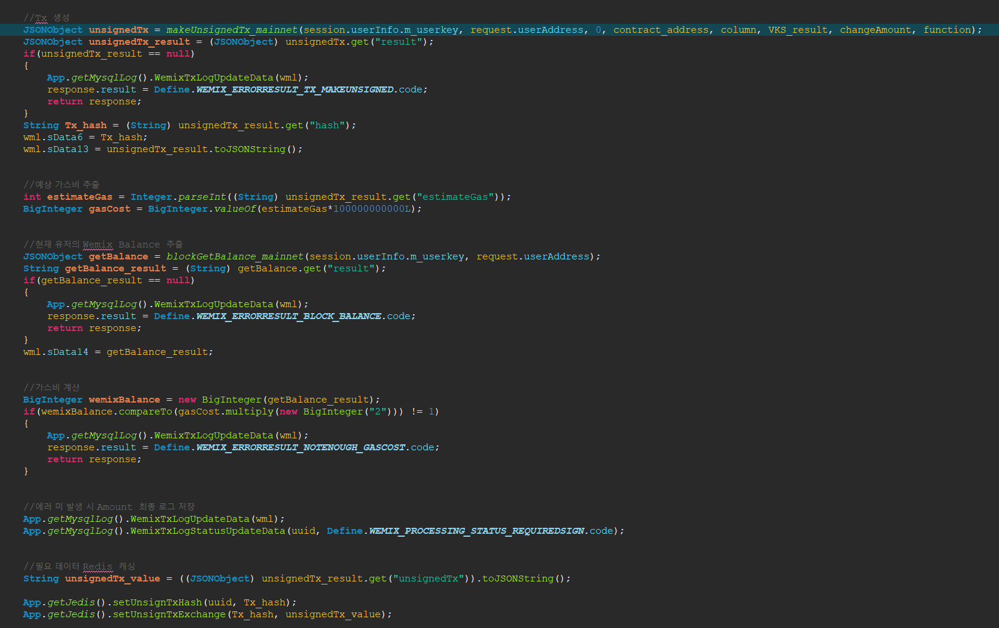 //Tx 생성
JSONObject unsignedTx = makeUnsignedTx_mainnet(session.userInfo.m_userkey, request.userAddress, 0, contract_address, column, VKS_result, changeAmount, function);
JSONObject unsignedTx_result = (JSONObject) unsignedTx.get("result");
if(unsignedTx_result == null)
{
    App.getMysqlLog().WemixTxLogUpdateData(wml);
    response.result = Define.WEMIX_ERRORRESULT_TX_MAKEUNSIGNED.code;
    return response;
}
String Tx_hash = (String) unsignedTx_result.get("hash");
wml.sData6 = Tx_hash;
wml.sData13 = unsignedTx_result.toJSONString();
//예상 가스비 추출
int estimateGas = Integer.parseInt((String) unsignedTx_result.get("estimateGas"));
BigInteger gasCost = BigInteger.valueOf(estimateGas*100000000000L);
//현재 유저의 Wemix Balance 추출
JSONObject getBalance = blockGetBalance_mainnet(session.userInfo.m_userkey, request.userAddress);
String getBalance_result = (String) getBalance.get("result");
if(getBalance_result == null)
{
    App.getMysqlLog().WemixTxLogUpdateData(wml);
    response.result = Define.WEMIX_ERRORRESULT_BLOCK_BALANCE.code;
    return response;
}
wml.sData14 = getBalance_result;
//가스비 계산
BigInteger wemixBalance = new BigInteger(getBalance_result);
if(wemixBalance.compareTo(gasCost.multiply(new BigInteger("2"))) != 1)
{
    App.getMysqlLog().WemixTxLogUpdateData(wml);
    response.result = Define.WEMIX_ERRORRESULT_NOTENOUGH_GASCOST.code;
    return response;
}
//에러 미 발생 시 Amount 최종 로그 저장
App.getMysqlLog().WemixTxLogUpdateData(wml);
App.getMysqlLog().WemixTxLogStatusUpdateData(uuid, Define.WEMIX_PROCESSING_STATUS_REQUIREDSIGN.code);
//필요 데이터 Redis 캐싱
String unsignedTx_value = ((JSONObject) unsignedTx_result.get("unsignedTx")).toJSONString();
App.getJedis().setUnsignTxHash(uuid, Tx_hash);
App.getJedis().setUnsignTxExchange(Tx_hash, unsignedTx_value);